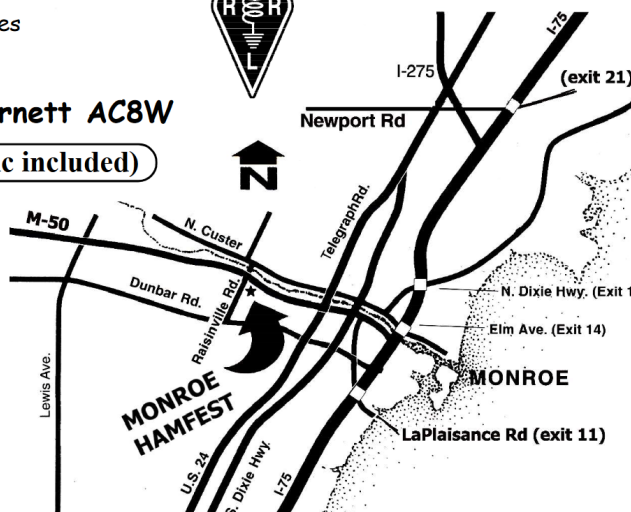 es
R R
L
rnett AC8W
c included)
N
I-75
I-275
(exit 21)
Newport Rd
M-50
N. Custer
Telegraph Rd.
Dunbar Rd.
Raisinville Rd.
N. Dixie Hwy. (Exit 1
Elm Ave. (Exit 14)
Lewis Ave.
MONROE
HAMFEST
MONROE
LaPlaisance Rd (exit 11)
U.S. 24
S. Dixie Hwy.
I-75